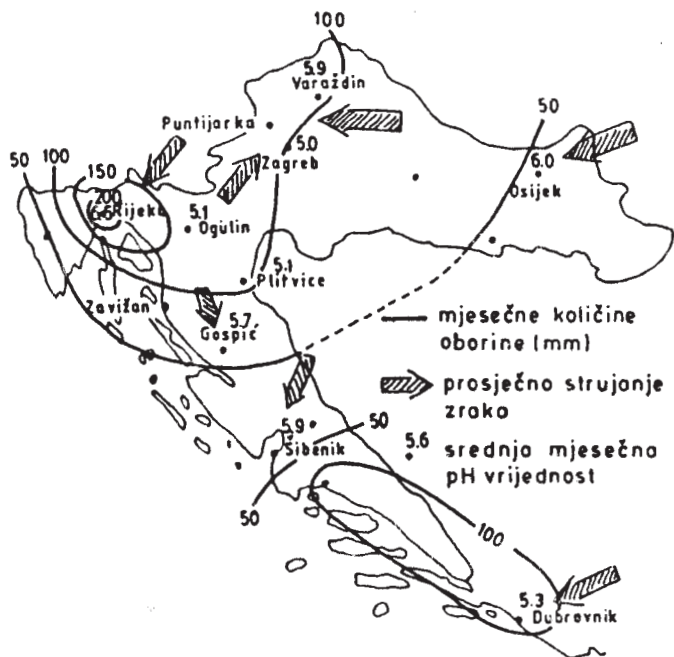 100
5.9
Varaždin
Puntijarka
50
5.0
Zagreb
50
100
150
200
6.6
Rijeka
6.0
Osijek
5.1
Ogulin
5.1
Plitvice
Zavižan
5.7
Gospić
mjesečne količine
oborine (mm)
prosječno strujanje
zraka
5.9
Šibenik
50
50
5.6
srednja mjesečna
pH vrijednost
100
5.3
Dubrovnik